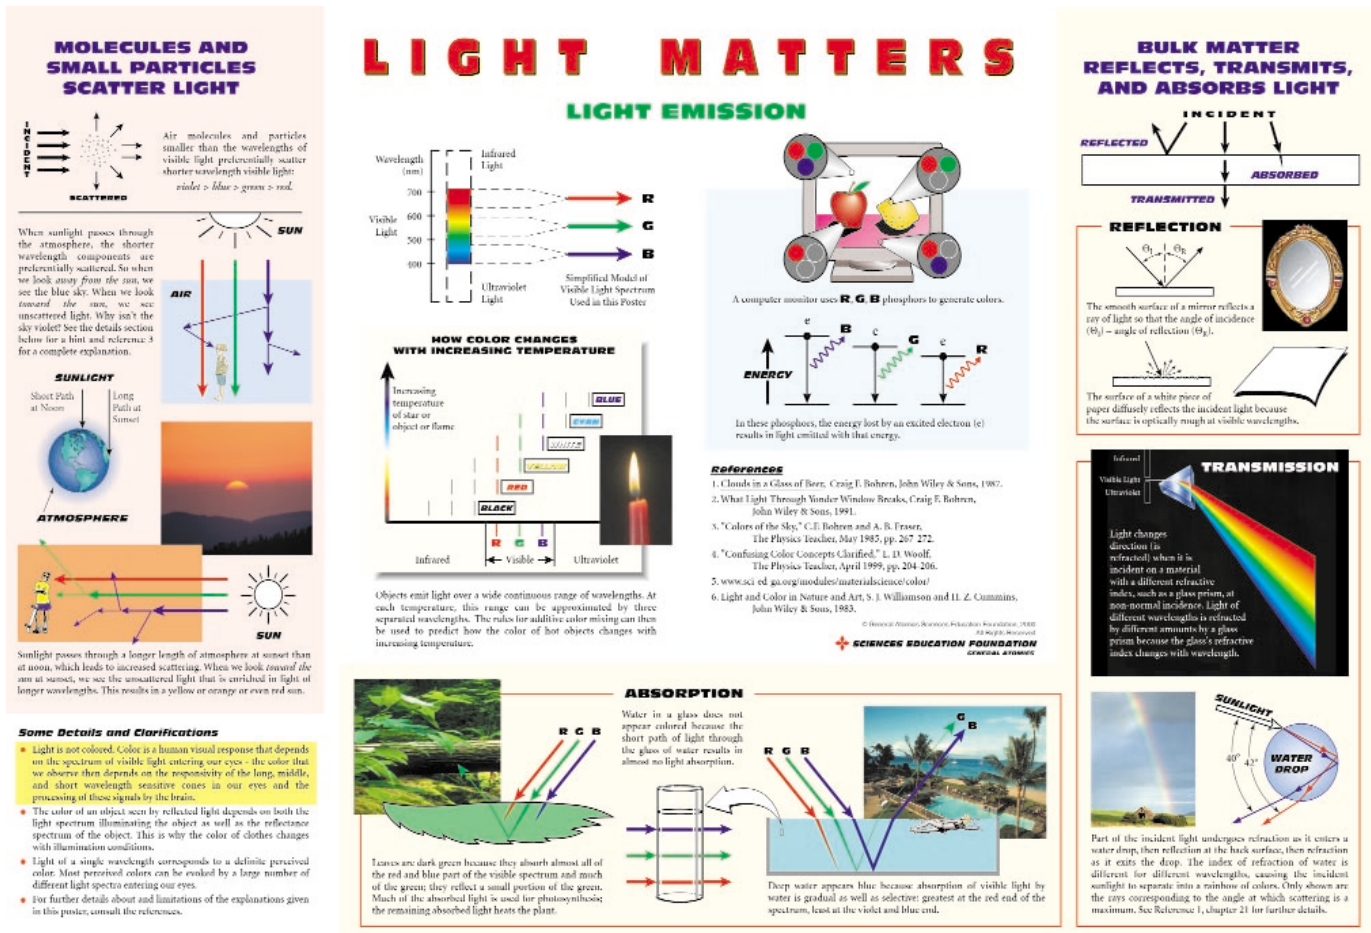 LIGHT MATTERS
MOLECULES AND
SMALL PARTICLES
SCATTER LIGHT
INCIDENT
SCATTERED
Air molecules and particles
smaller than the wavelengths of
visible light preferentially scatter
shorter wavelength visible light:
violet > blue > green > red.
SUN
When sunlight passes through
the atmosphere, the shorter
wavelength components are
preferentially scattered. So when
we look away from the sun, we
see the blue sky. When we look
toward the sun, we see
unscattered light. Why isn't the
sky violet? See the details section
below for a hint and reference 3
for a complete explanation.
AIR
SUNLIGHT
Short Path
at Noon
Long
Path at
Sunset
ATMOSPHERE
SUN
Sunlight passes through a longer length of atmosphere at sunset than
at noon, which leads to increased scattering. When we look toward the
sun at sunset, we see the unscattered light that is enriched in light of
longer wavelengths. This results in a yellow or orange or even red sun.
Some Details and Clarifications
• Light is not colored. Color is a human visual response that depends
on the spectrum of visible light entering our eyes - the color that
we observe then depends on the responsivity of the long, middle,
and short wavelength sensitive cones in our eyes and the
processing of these signals by the brain.
• The color of an object seen by reflected light depends on both the
light spectrum illuminating the object as well as the reflectance
spectrum of the object. This is why the color of clothes changes
with illumination conditions.
• Light of a single wavelength corresponds to a definite perceived
color. Most perceived colors can be evoked by a large number of
different light spectra entering our eyes.
• For further details about and limitations of the explanations given
in this poster, consult the references.
LIGHT EMISSION
Wavelength
(nm)
Infrared
Light
700
600
500
400
Visible
Light
Ultraviolet
Light
R
G
B
Simplified Model of
Visible Light Spectrum
Used in this Poster
HOW COLOR CHANGES
WITH INCREASING TEMPERATURE
Increasing
temperature
of star or
object or flame
BLUE
CYAN
WHITE
YELLOW
RED
BLACK
R G B
Infrared
Visible
Ultraviolet
Objects emit light over a wide continuous range of wavelengths. At
each temperature, this range can be approximated by three
separated wavelengths. The rules for additive color mixing can then
be used to predict how the color of hot objects changes with
increasing temperature.
A computer monitor uses R, G, B phosphors to generate colors.
ENERGY
e B
e G
e R
In these phosphors, the energy lost by an excited electron (e)
results in light emitted with that energy.
References
1. Clouds in a Glass of Beer, Craig F. Bohren, John Wiley & Sons, 1987.
2. What Light Through Yonder Window Breaks, Craig F. Bohren,
John Wiley & Sons, 1991.
3. "Colors of the Sky," C.F. Bohren and A. B. Fraser,
The Physics Teacher, May 1985, pp. 267-272.
4. "Confusing Color Concepts Clarified," L. D. Woolf,
The Physics Teacher, April 1999, pp. 204-206.
5. www.sci-ed-ga.org/modules/materialscience/color/
6. Light and Color in Nature and Art, S. J. Williamson and H. Z. Cummins,
John Wiley & Sons, 1983.
© General Atomics Sciences Education Foundation, 2000
All Rights Reserved
SCIENCES EDUCATION FOUNDATION
GENERAL ATOMICS
ABSORPTION
R G B
Leaves are dark green because they absorb almost all of
the red and blue part of the visible spectrum and much
of the green; they reflect a small portion of the green.
Much of the absorbed light is used for photosynthesis;
the remaining absorbed light heats the plant.
Water in a glass does not
appear colored because the
short path of light through
the glass of water results in
almost no light absorption.
R G B
G
B
Deep water appears blue because absorption of visible light by
water is gradual as well as selective: greatest at the red end of the
spectrum, least at the violet and blue end.
BULK MATTER
REFLECTS, TRANSMITS,
AND ABSORBS LIGHT
INCIDENT
REFLECTED
ABSORBED
TRANSMITTED
REFLECTION
ΘI ΘR
The smooth surface of a mirror reflects a
ray of light so that the angle of incidence
(ΘI) = angle of reflection (ΘR).
The surface of a white piece of
paper diffusely reflects the incident light because
the surface is optically rough at visible wavelengths.
Infrared
Visible Light
Ultraviolet
TRANSMISSION
Light changes
direction (is
refracted) when it is
incident on a material
with a different refractive
index, such as a glass prism, at
non-normal incidence. Light of
different wavelengths is refracted
by different amounts by a glass
prism because the glass's refractive
index changes with wavelength.
SUNLIGHT
40° 42°
WATER
DROP
Part of the incident light undergoes refraction as it enters a
water drop, then reflection at the back surface, then refraction
as it exits the drop. The index of refraction of water is
different for different wavelengths, causing the incident
sunlight to separate into a rainbow of colors. Only shown are
the rays corresponding to the angle at which scattering is a
maximum. See Reference 1, chapter 21 for further details.